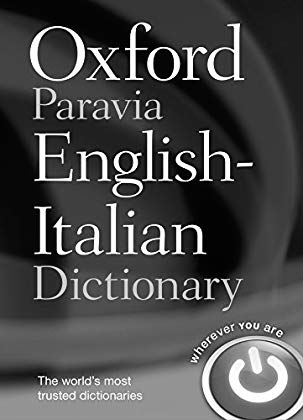 Oxford
Paravia
English-
Italian
Dictionary
wherever you are
The world's most
trusted dictionaries